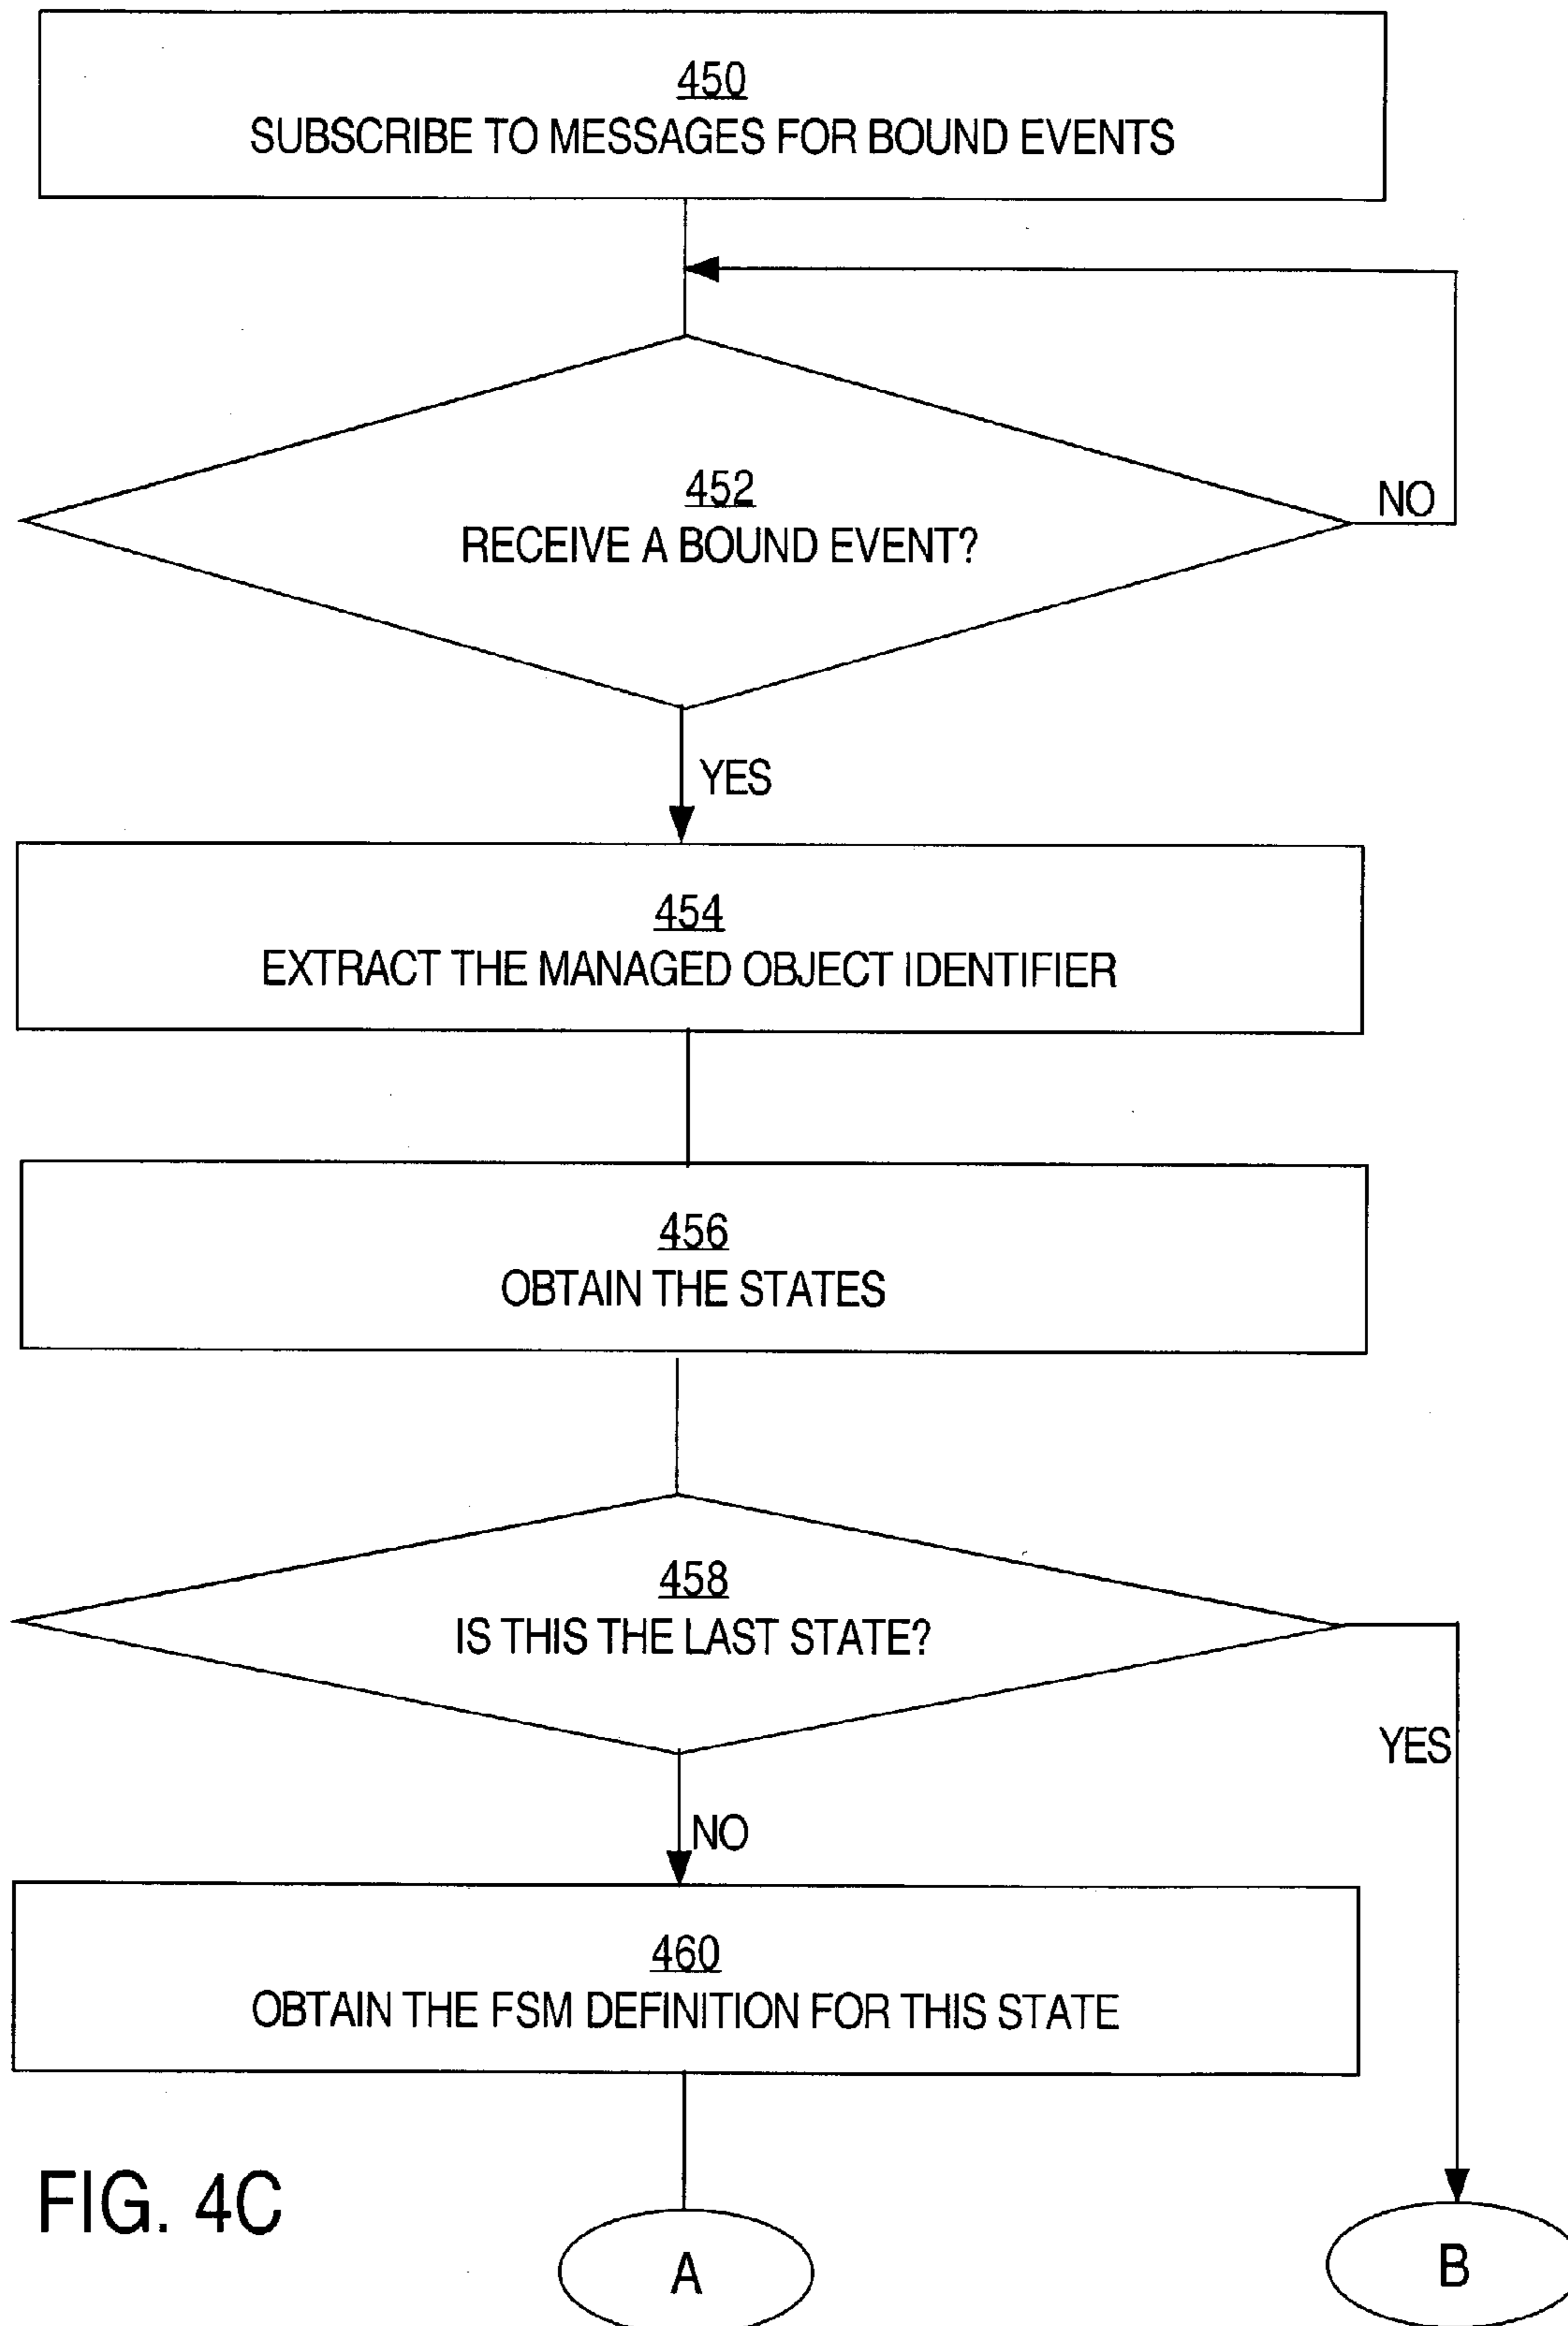 450
SUBSCRIBE TO MESSAGES FOR BOUND EVENTS
452
RECEIVE A BOUND EVENT?
NO
YES
454
EXTRACT THE MANAGED OBJECT IDENTIFIER
456
OBTAIN THE STATES
458
IS THIS THE LAST STATE?
YES
NO
460
OBTAIN THE FSM DEFINITION FOR THIS STATE
FIG. 4C
A
B